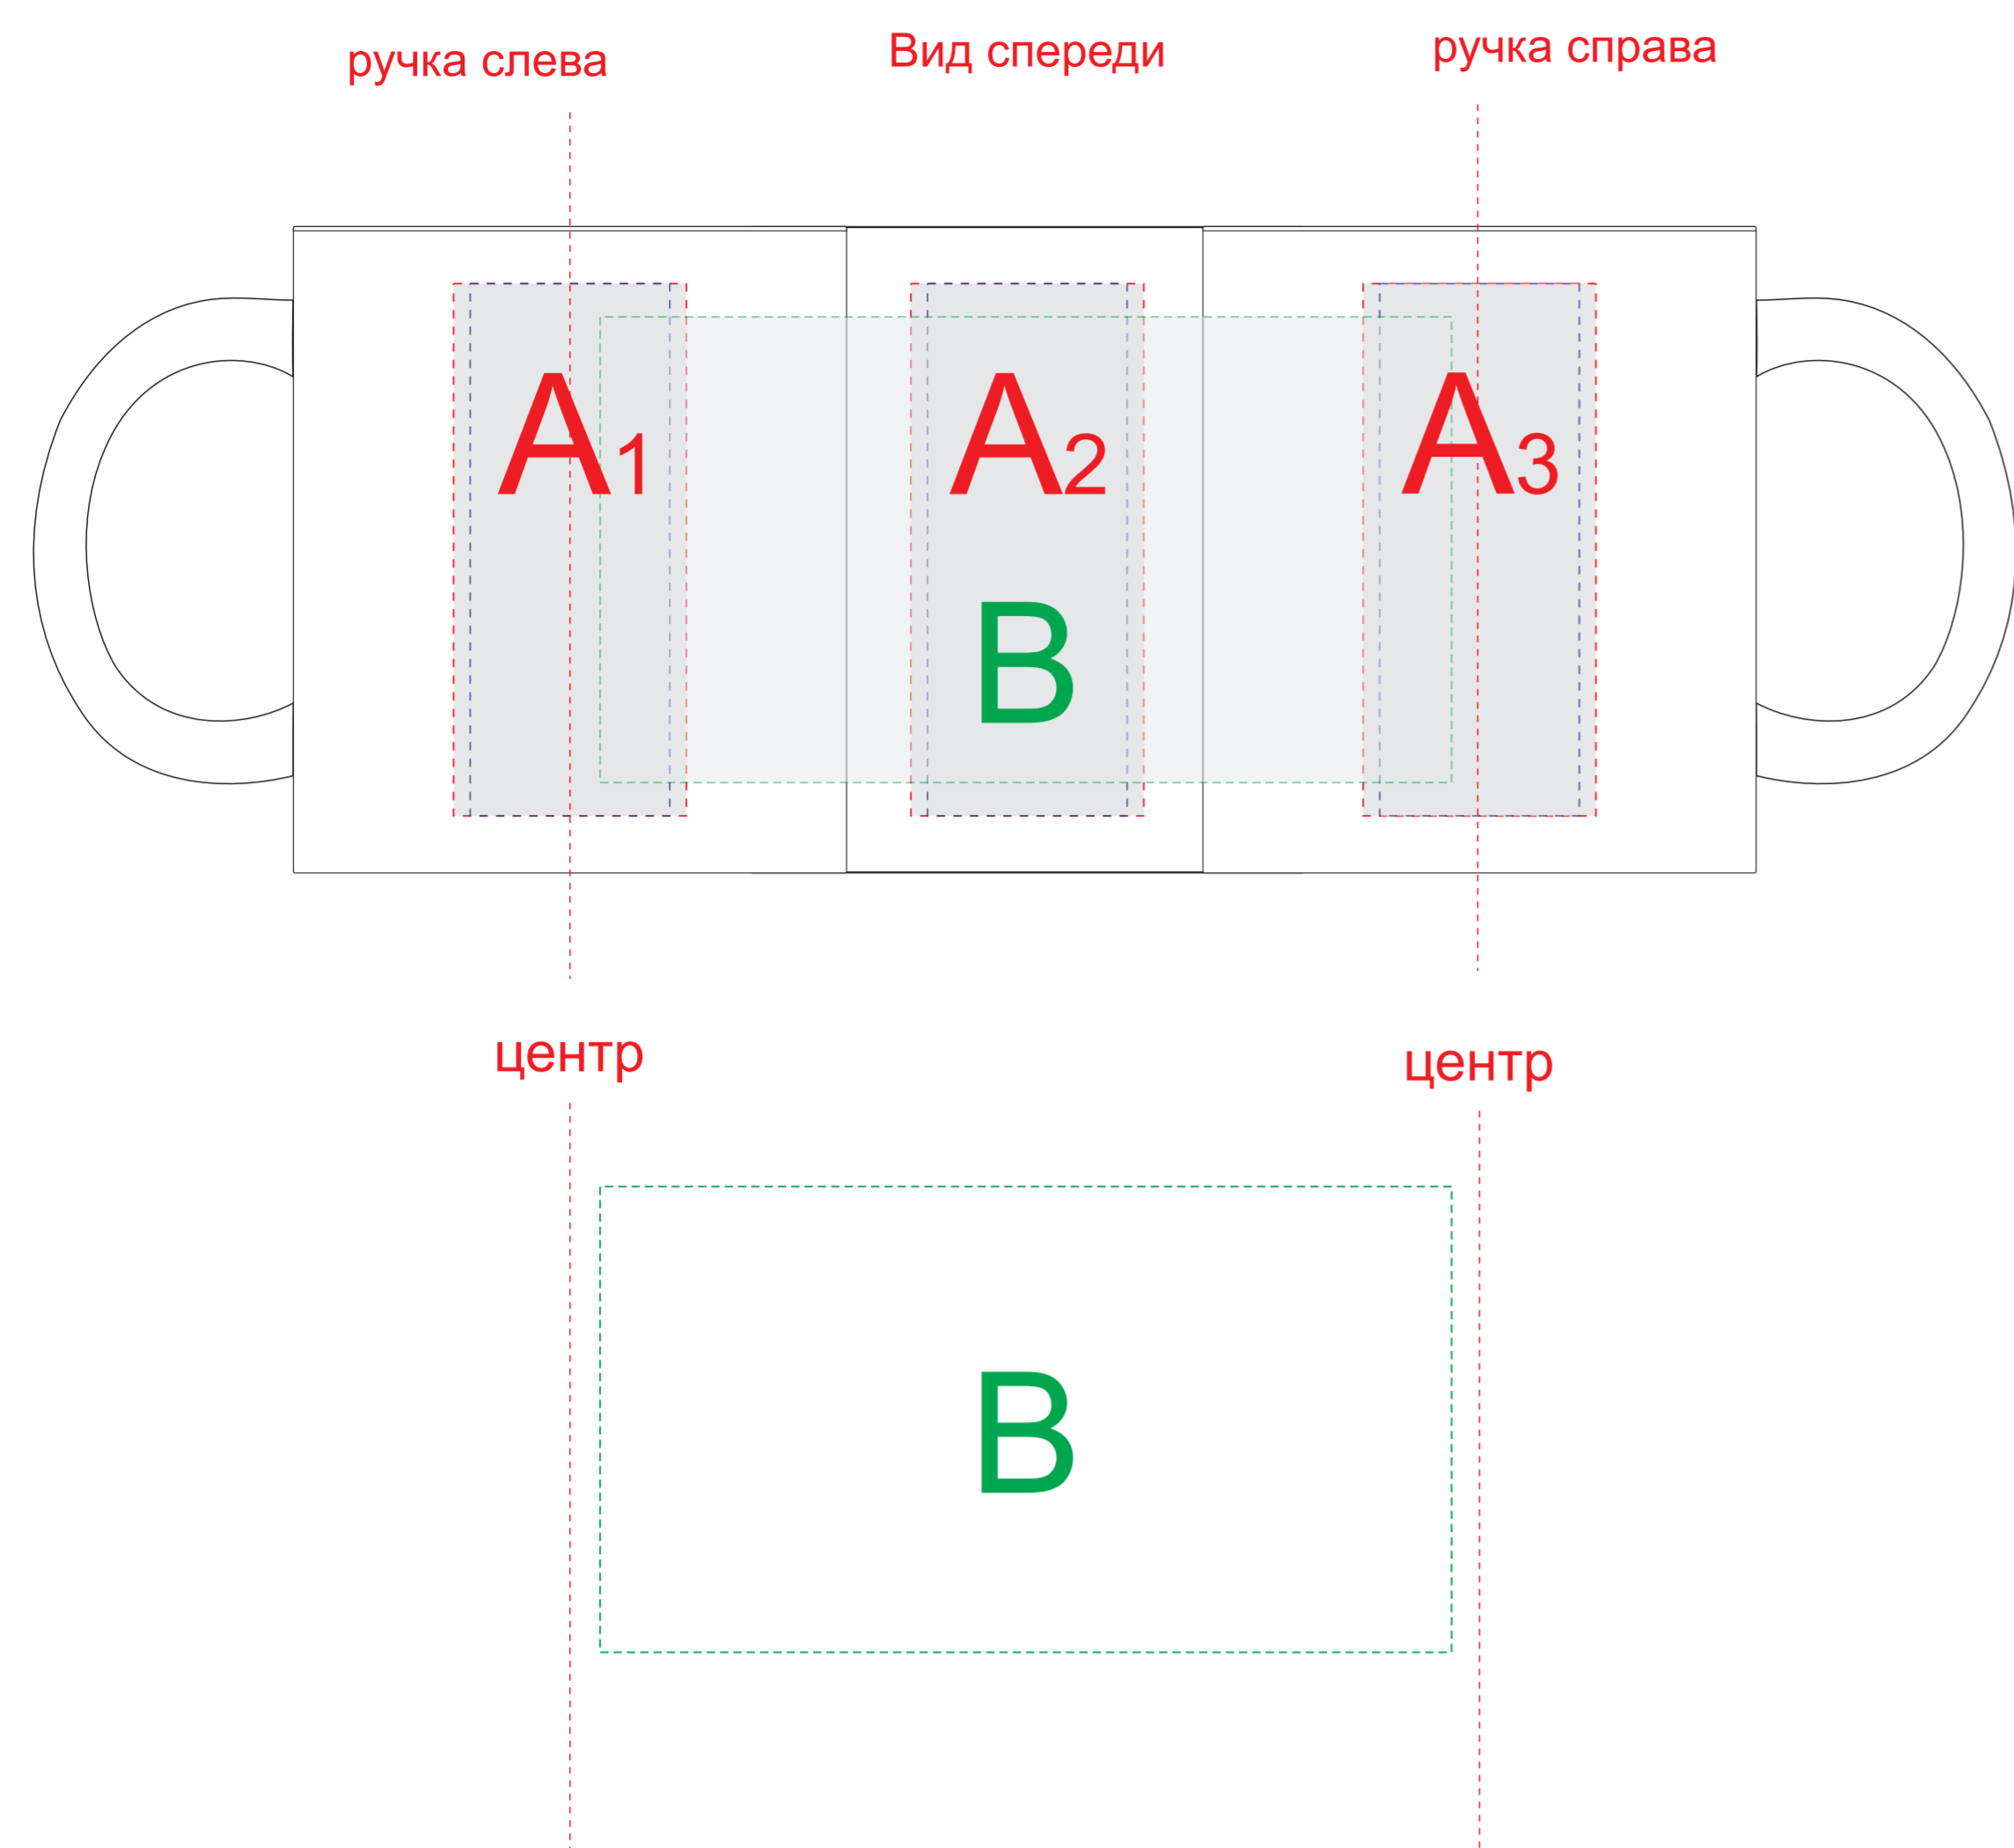 ручка слева
Вид спереди
ручка справа
A1
A2
A3
B
центр
центр
B